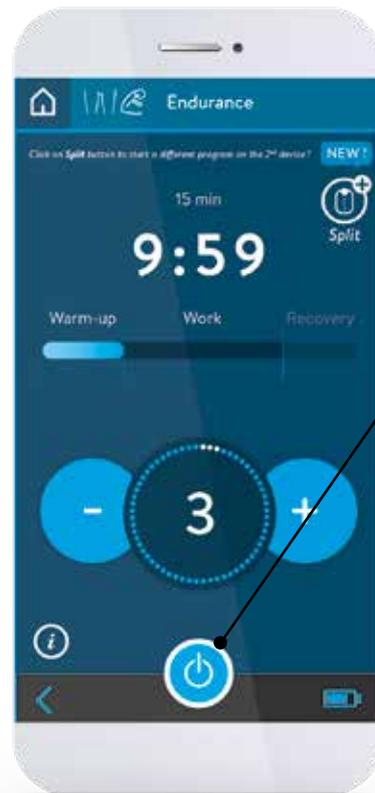 Endurance
Click on Split button to start a different program on the 2nd device? NEW!
15 min
9:59
Split
Warm-up Work Recovery
- 3 +
i